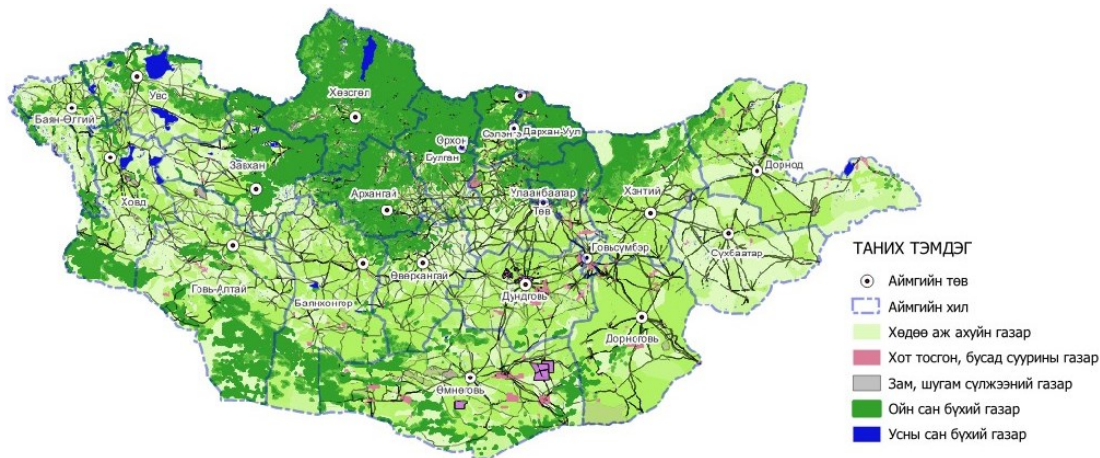 Увс
Хөвсгөл
Баян-Өлгий
Орхон
Дархан-Уул
Булган
Завхан
Дорнод
Архангай
Улаанбаатар
Хэнтий
Ховд
Төв
Сүхбаатар
Говьсүмбэр
Өвөрхангай
Говь-Алтай
Баянхонгор
Дундговь
Дорноговь
Өмнөговь
ТАНИХ ТЭМДЭГ
Аймгийн төв
Аймгийн хил
Хөдөө аж ахуйн газар
Хот тосгон, бусад суурины газар
Зам, шугам сүлжээний газар
Ойн сан бүхий газар
Усны сан бүхий газар